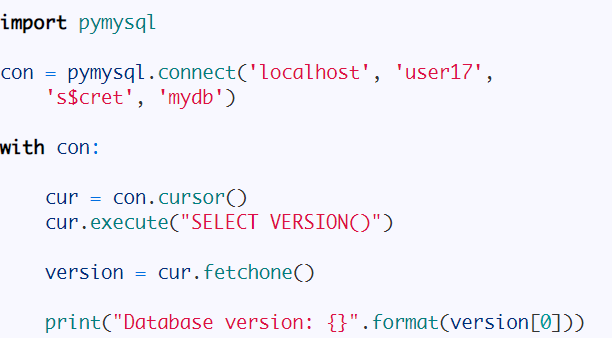 import pymysql
con = pymysql.connect('localhost', 'user17',
    's$cret', 'mydb')
with con:
    cur = con.cursor()
    cur.execute("SELECT VERSION()")
    version = cur.fetchone()
    print("Database version: {}".format(version[0]))